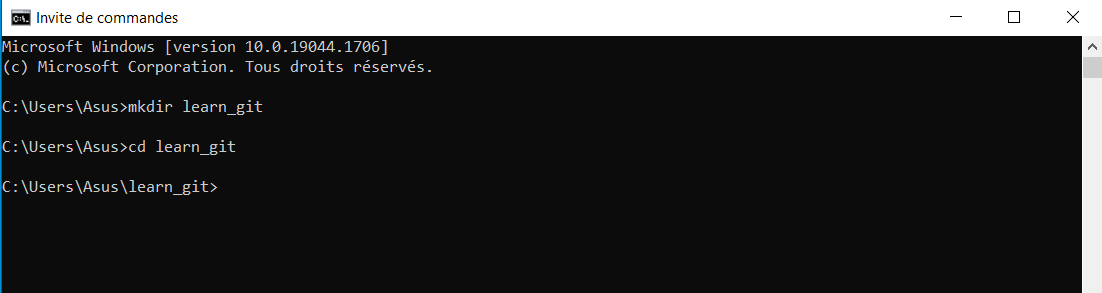 Invite de commandes
Microsoft Windows [version 10.0.19044.1706]
(c) Microsoft Corporation. Tous droits réservés.
C:\Users\Asus>mkdir learn_git
C:\Users\Asus>cd learn_git
C:\Users\Asus\learn_git>